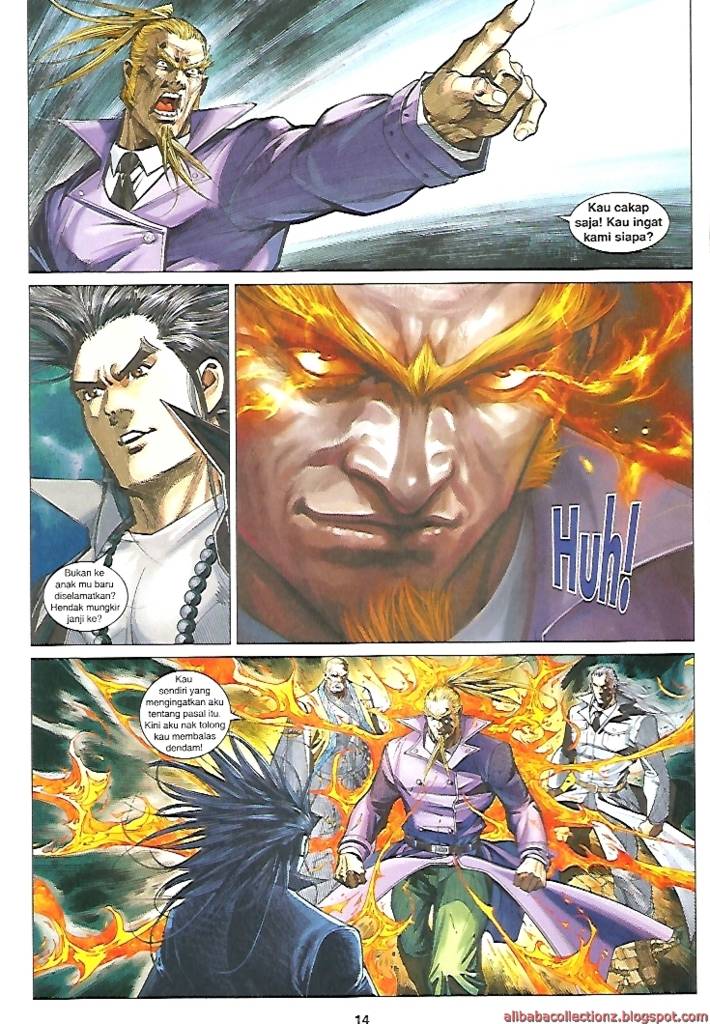 Kau cakap
saja! Kau ingat
kami siapa?
Bukan ke
anak mu baru
diselamatkan?
Hendak mungkir
janji ke?
Huh!
Kau
sendiri yang
mengingatkan aku
tentang pasal itu.
Kini aku nak tolong
kau membalas
dendam!
14
alibabacollectionz.blogspot.com